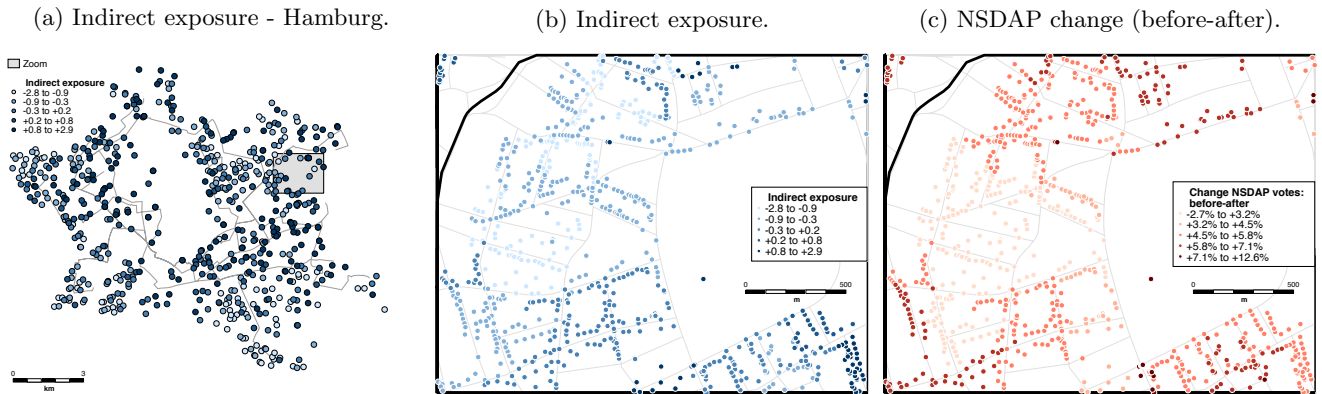 (a) Indirect exposure - Hamburg.
Zoom
Indirect exposure
-2.8 to -0.9
-0.9 to -0.3
-0.3 to +0.2
+0.2 to +0.8
+0.8 to +2.9
0 3
km
(b) Indirect exposure.
Indirect exposure
-2.8 to -0.9
-0.9 to -0.3
-0.3 to +0.2
+0.2 to +0.8
+0.8 to +2.9
0 500
m
(c) NSDAP change (before-after).
Change NSDAP votes:
before-after
-2.7% to +3.2%
+3.2% to +4.5%
+4.5% to +5.8%
+5.8% to +7.1%
+7.1% to +12.6%
0 500
m